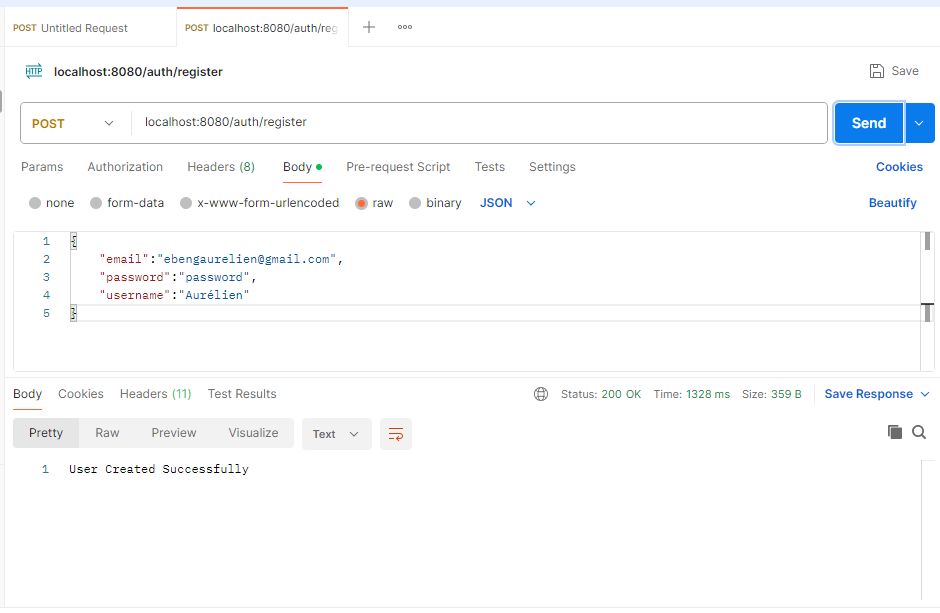 POST Untitled Request
POST localhost:8080/auth/reg
HTTP localhost:8080/auth/register
Save
POST
localhost:8080/auth/register
Send
Params
Authorization
Headers (8)
Body
Pre-request Script
Tests
Settings
Cookies
none
form-data
x-www-form-urlencoded
raw
binary
JSON
Beautify
1 {
2 "email":"ebengaurelien@gmail.com",
3 "password":"password",
4 "username":"Aurélien"
5 }
Body
Cookies
Headers (11)
Test Results
Status: 200 OK
Time: 1328 ms
Size: 359 B
Save Response
Pretty
Raw
Preview
Visualize
Text
1 User Created Successfully